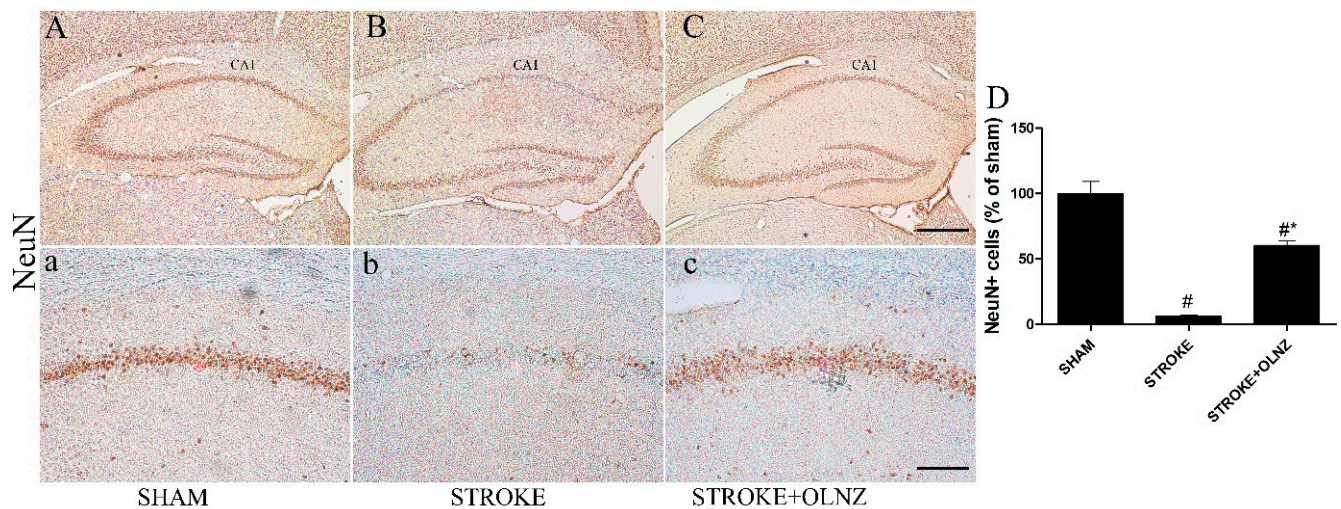 A
B
C
CA1
CA1
CA1
NeuN
a
b
c
SHAM
STROKE
STROKE+OLNZ
D
NeuN+ cells (% of sham)
150
100
50
0
#
#*
SHAM
STROKE
STROKE+OLNZ